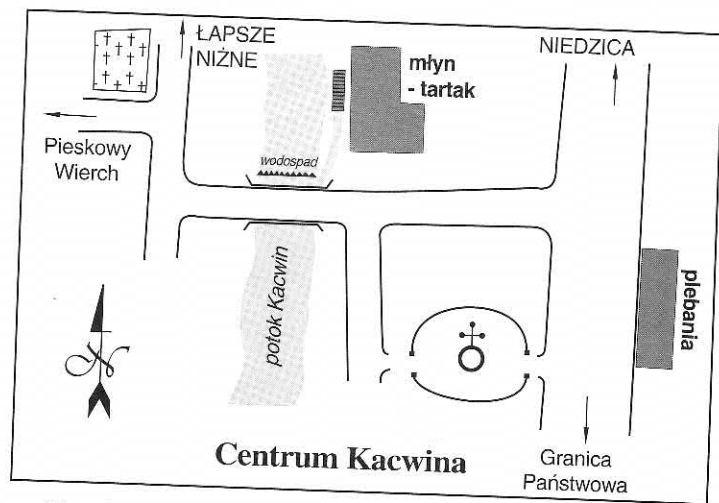 ŁAPSZE
NIŻNE
młyn
- tartak
NIEDZICA
Pieskowy
Wierch
wodospad
potok Kacwin
plebania
N
Centrum Kacwina
Granica
Państwowa